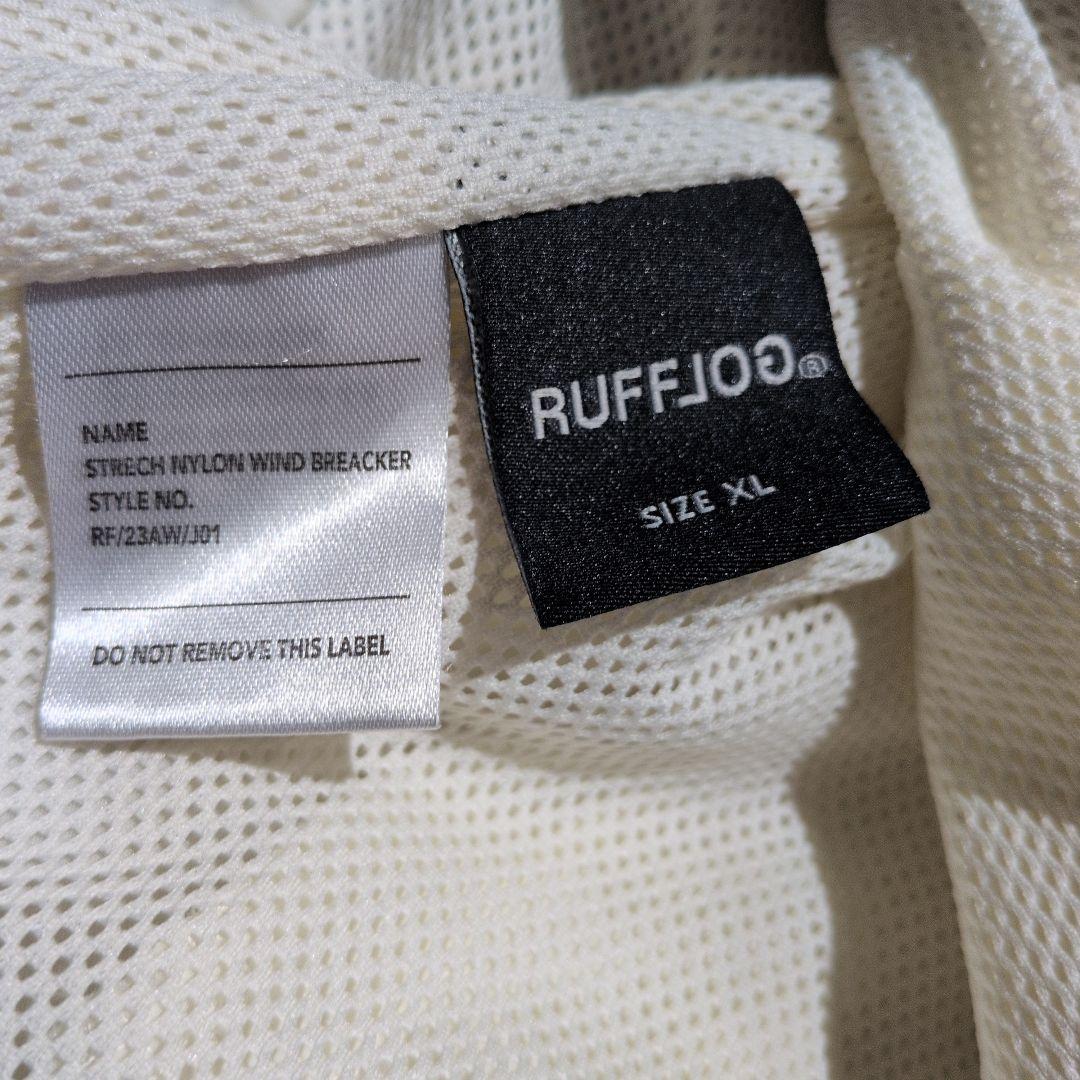 NAME
STRECH NYLON WIND BREACKER
STYLE NO.
RF/23AW/J01
DO NOT REMOVE THIS LABEL
RUFFLOG®
SIZE XL